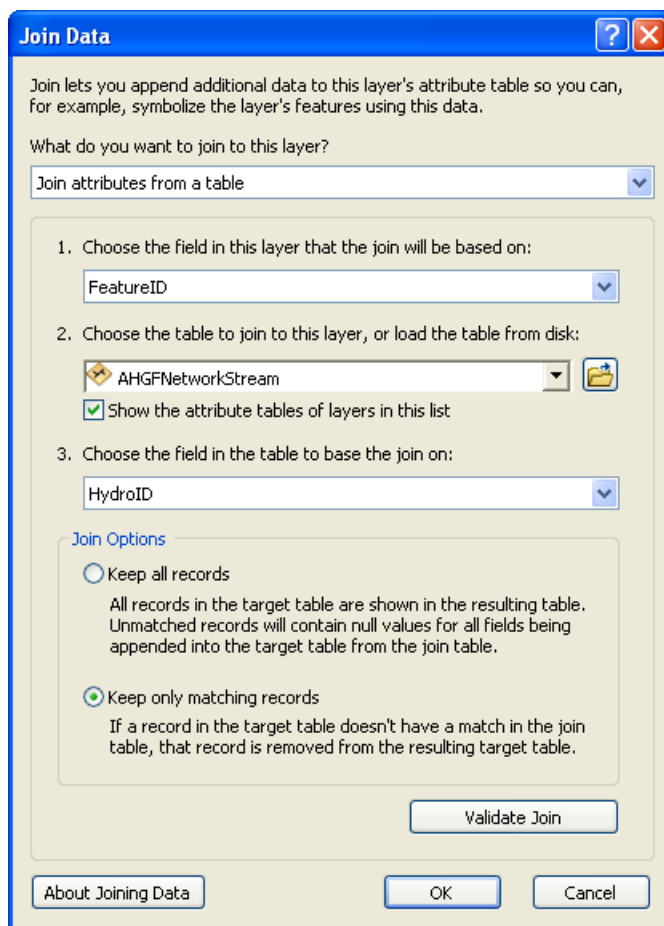 Join Data
Join lets you append additional data to this layer's attribute table so you can,
for example, symbolize the layer's features using this data.
What do you want to join to this layer?
Join attributes from a table
1. Choose the field in this layer that the join will be based on:
FeatureID
2. Choose the table to join to this layer, or load the table from disk:
AHGFNetworkStream
Show the attribute tables of layers in this list
3. Choose the field in the table to base the join on:
HydroID
Join Options
Keep all records
All records in the target table are shown in the resulting table.
Unmatched records will contain null values for all fields being
appended into the target table from the join table.
Keep only matching records
If a record in the target table doesn't have a match in the join
table, that record is removed from the resulting target table.
Validate Join
About Joining Data
OK
Cancel